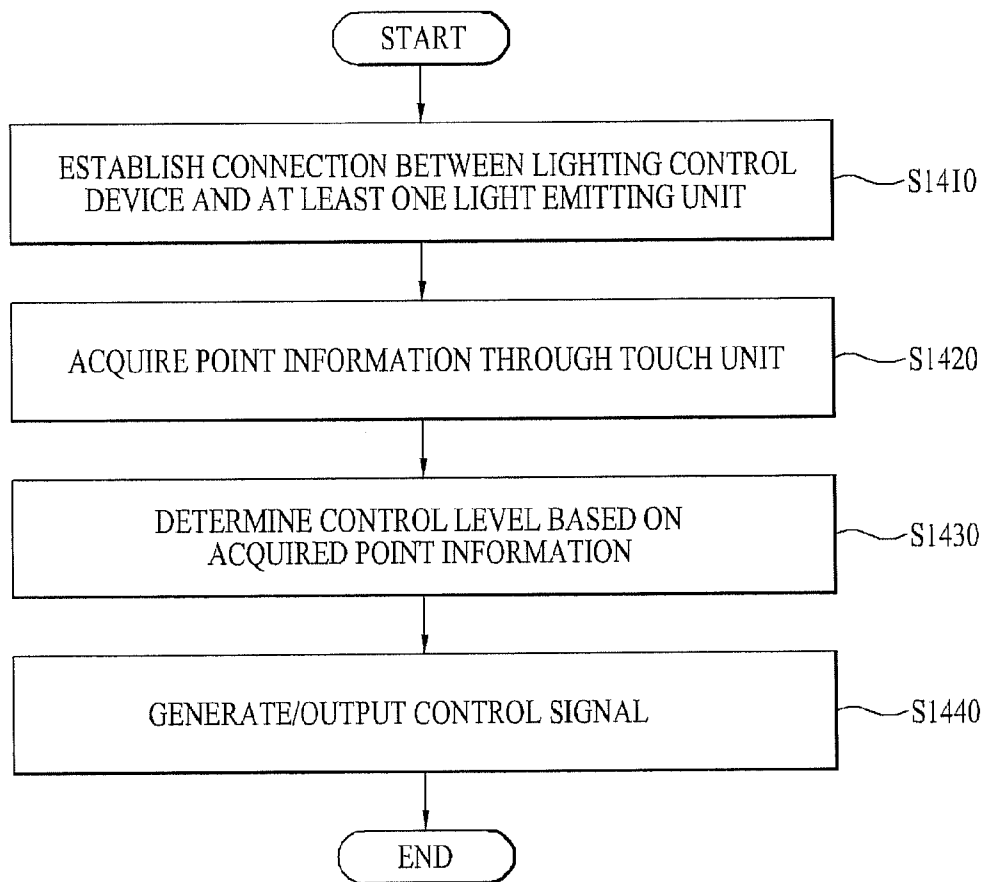 START
ESTABLISH CONNECTION BETWEEN LIGHTING CONTROL
DEVICE AND AT LEAST ONE LIGHT EMITTING UNIT
S1410
ACQUIRE POINT INFORMATION THROUGH TOUCH UNIT
S1420
DETERMINE CONTROL LEVEL BASED ON
ACQUIRED POINT INFORMATION
S1430
GENERATE/OUTPUT CONTROL SIGNAL
S1440
END